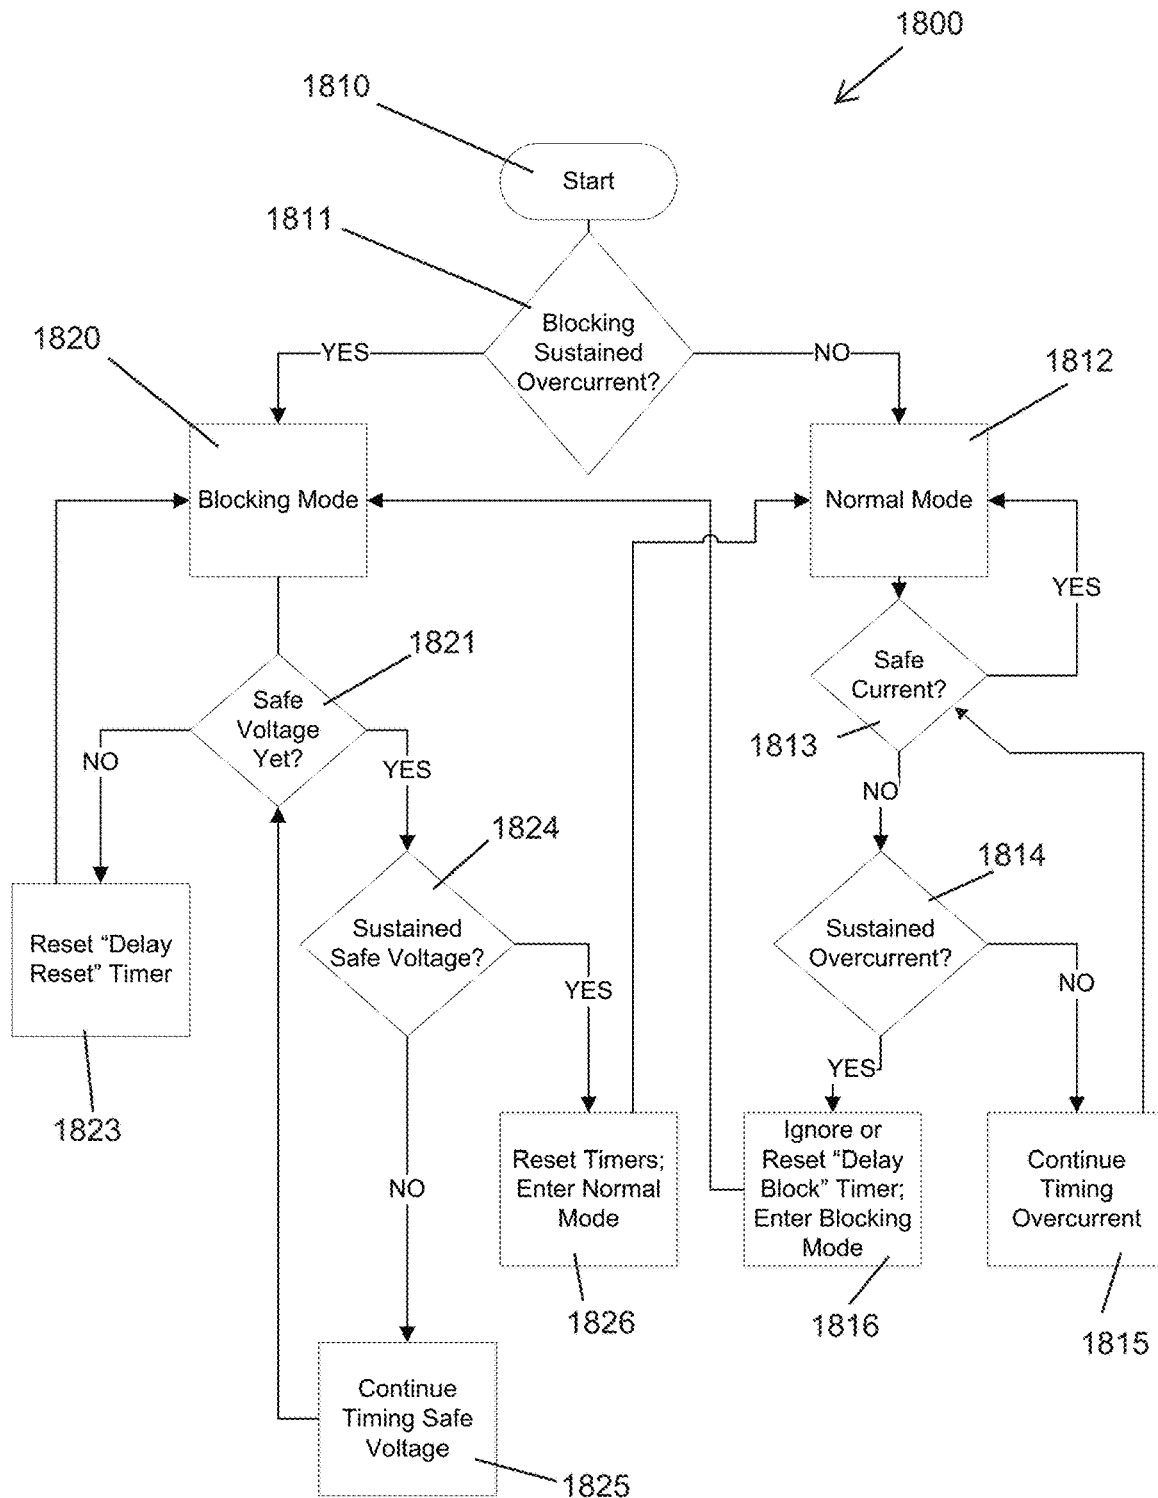 1800
1810
Start
1811
Blocking
Sustained
Overcurrent?
YES
NO
1820
1812
Blocking Mode
Normal Mode
YES
1821
Safe
Voltage
Yet?
Safe
Current?
1813
NO
YES
NO
1824
1814
Reset “Delay
Reset” Timer
Sustained
Safe Voltage?
Sustained
Overcurrent?
YES
NO
YES
1823
NO
Reset Timers;
Enter Normal
Mode
Ignore or
Reset “Delay
Block” Timer;
Enter Blocking
Mode
Continue
Timing
Overcurrent
1826
1816
1815
Continue
Timing Safe
Voltage
1825